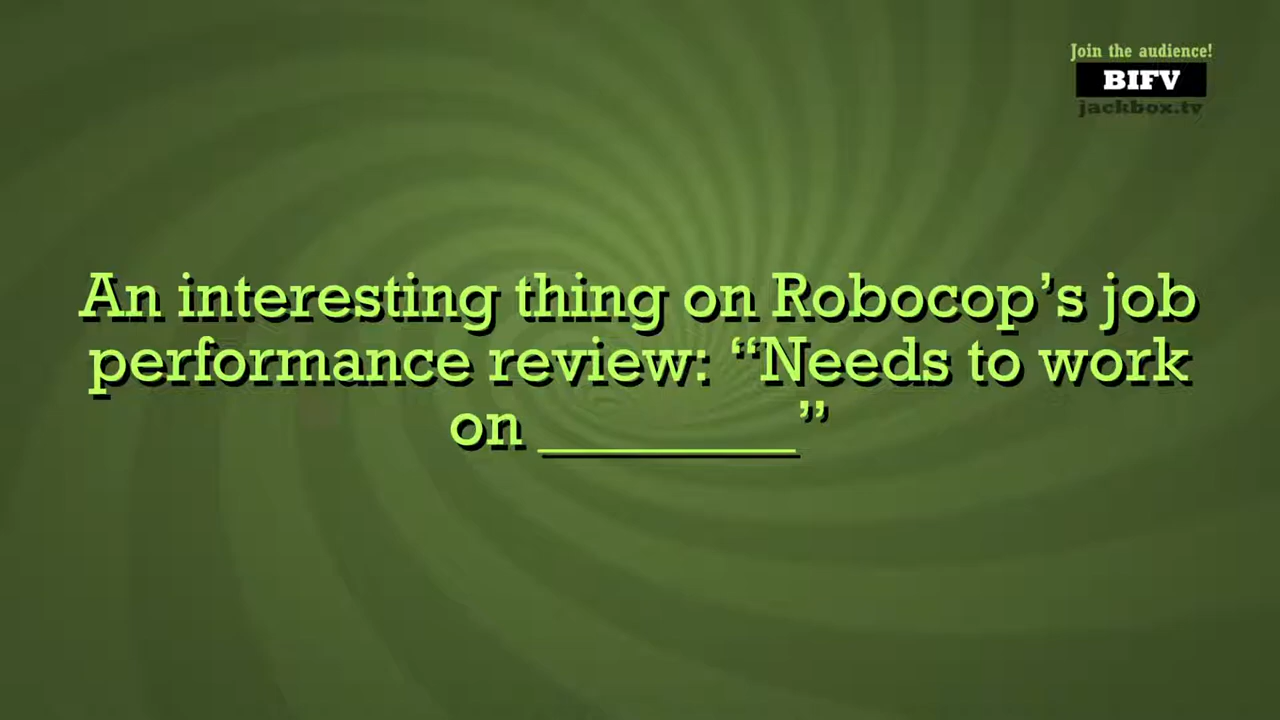 Join the audience!
BIFV
jackbox.tv
An interesting thing on Robocop’s job
performance review: “Needs to work
on ________”